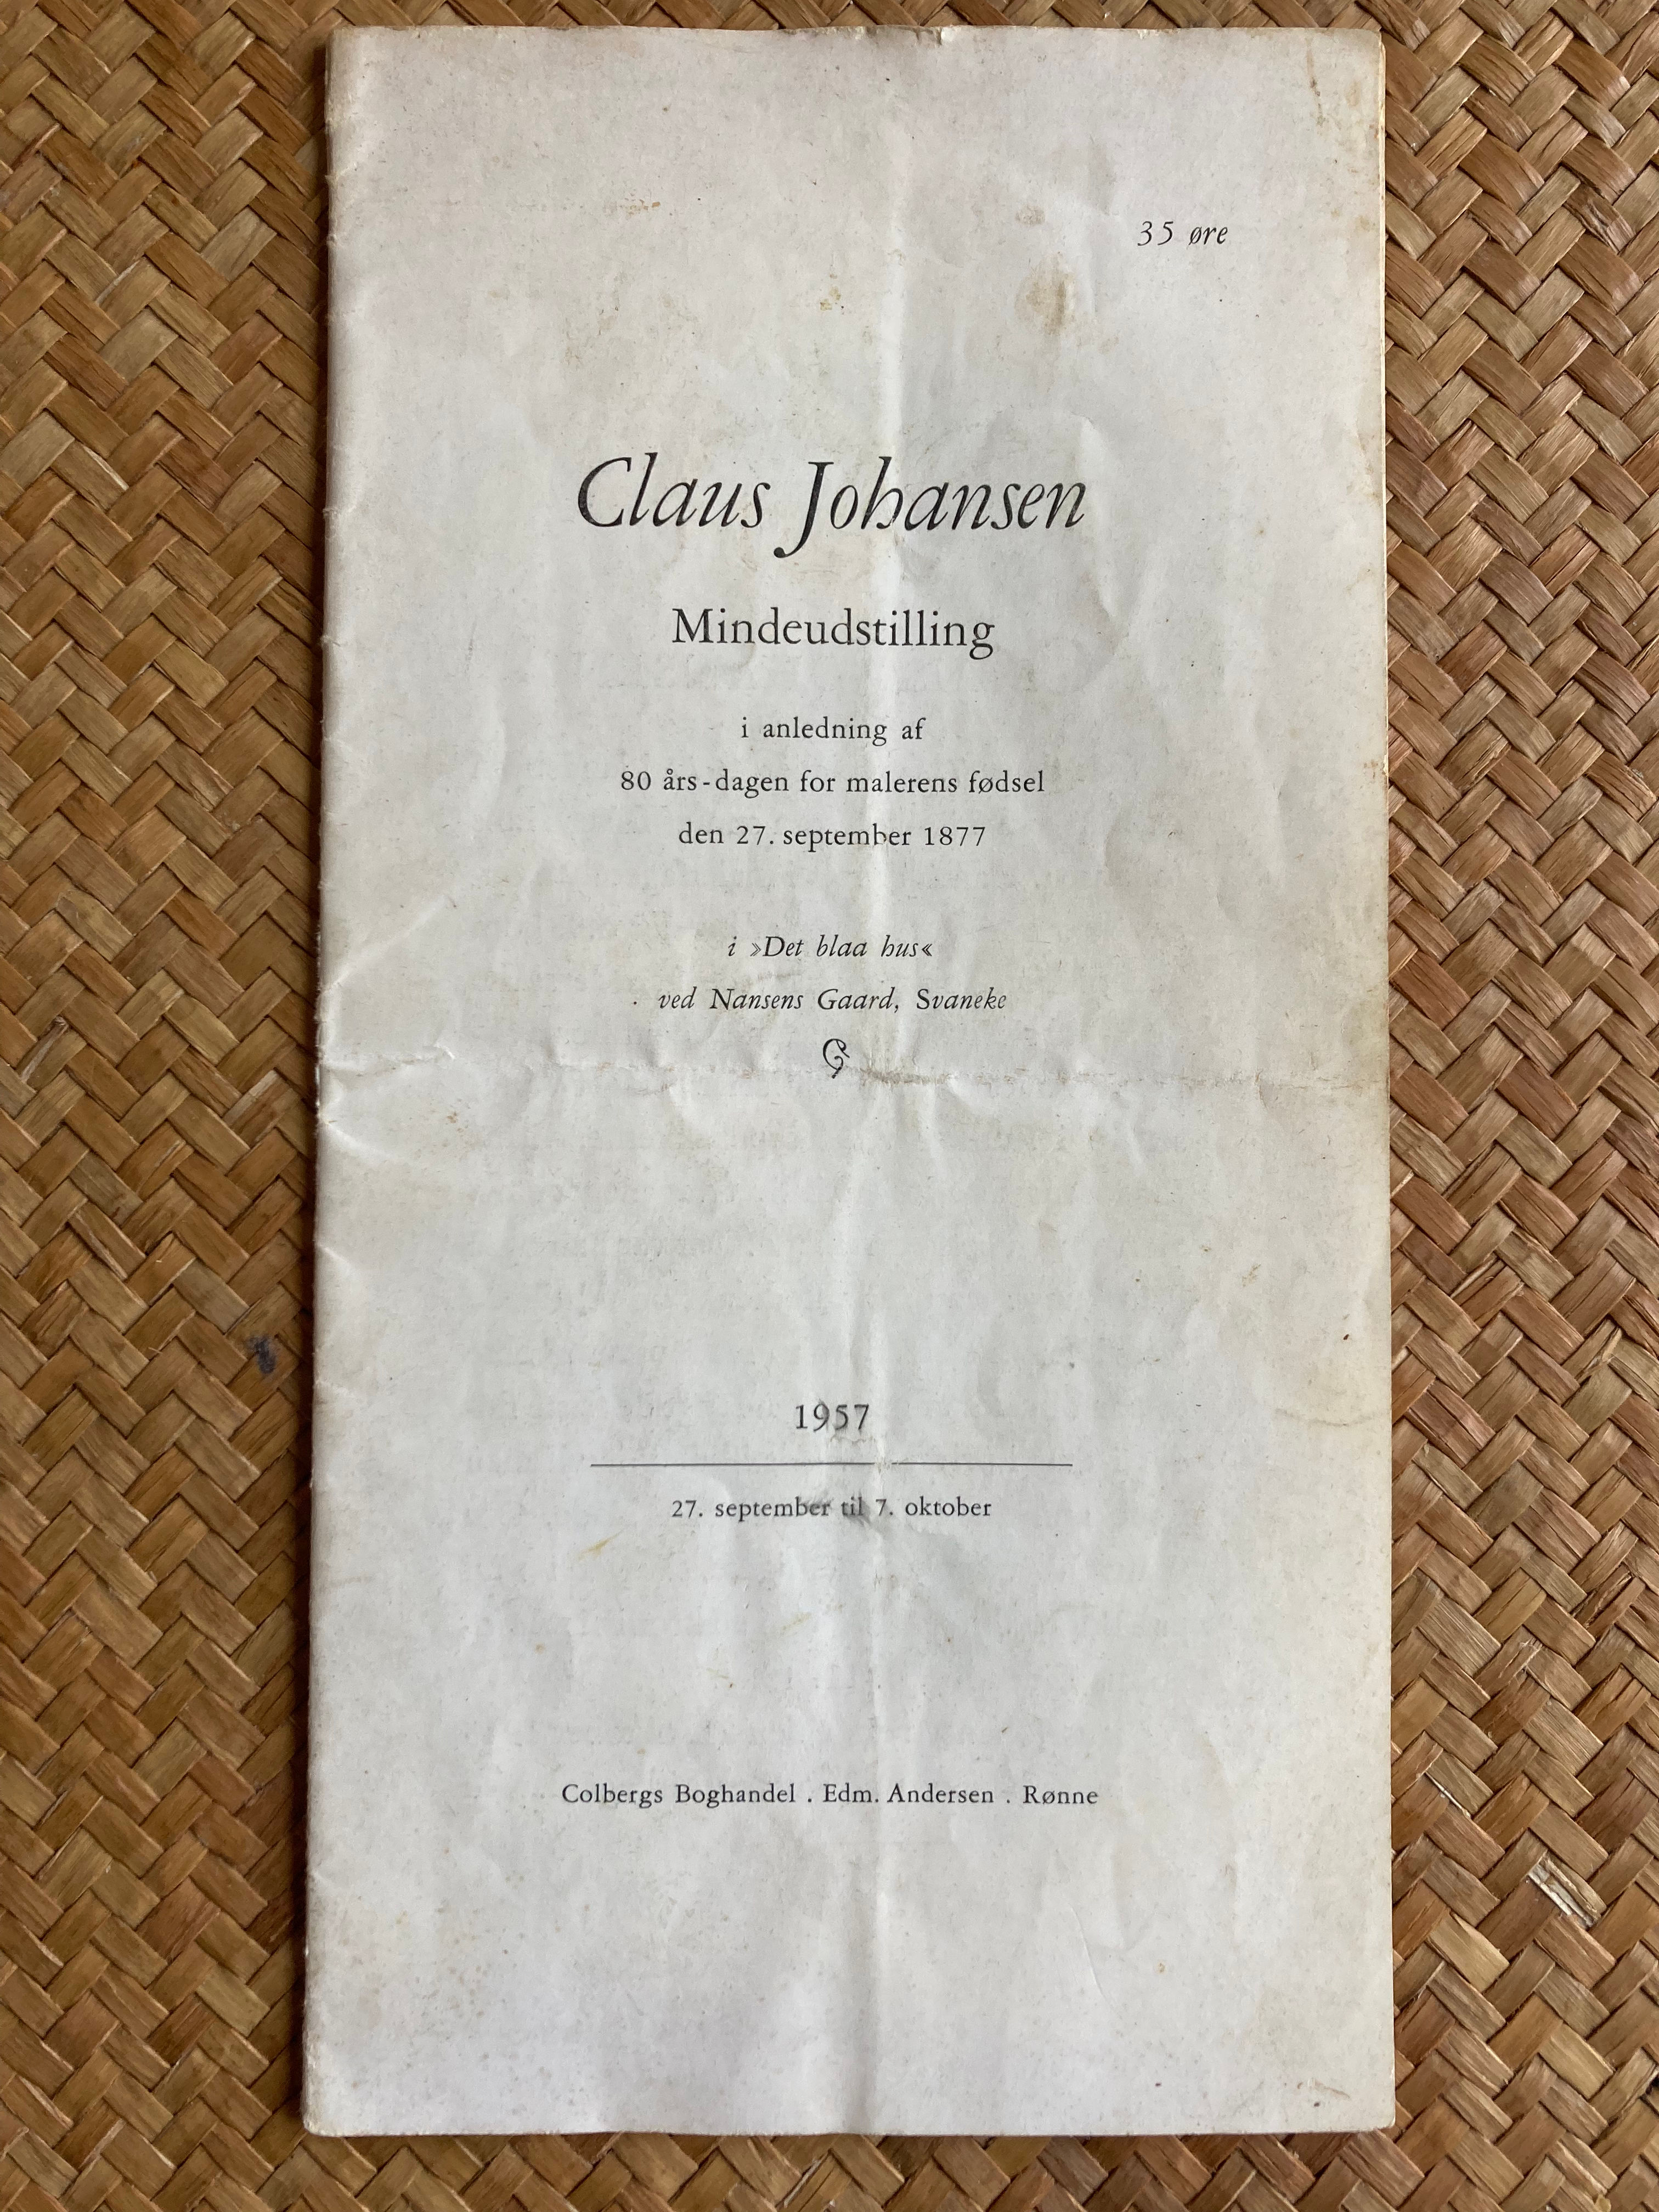 35 øre
Claus Johansen
Mindeudstilling
i anledning af
80 års-dagen for malerens fødsel
den 27. september 1877
i »Det blaa hus«
ved Nansens Gaard, Svaneke
1957
27. september til 7. oktober
Colbergs Boghandel . Edm. Andersen . Rønne